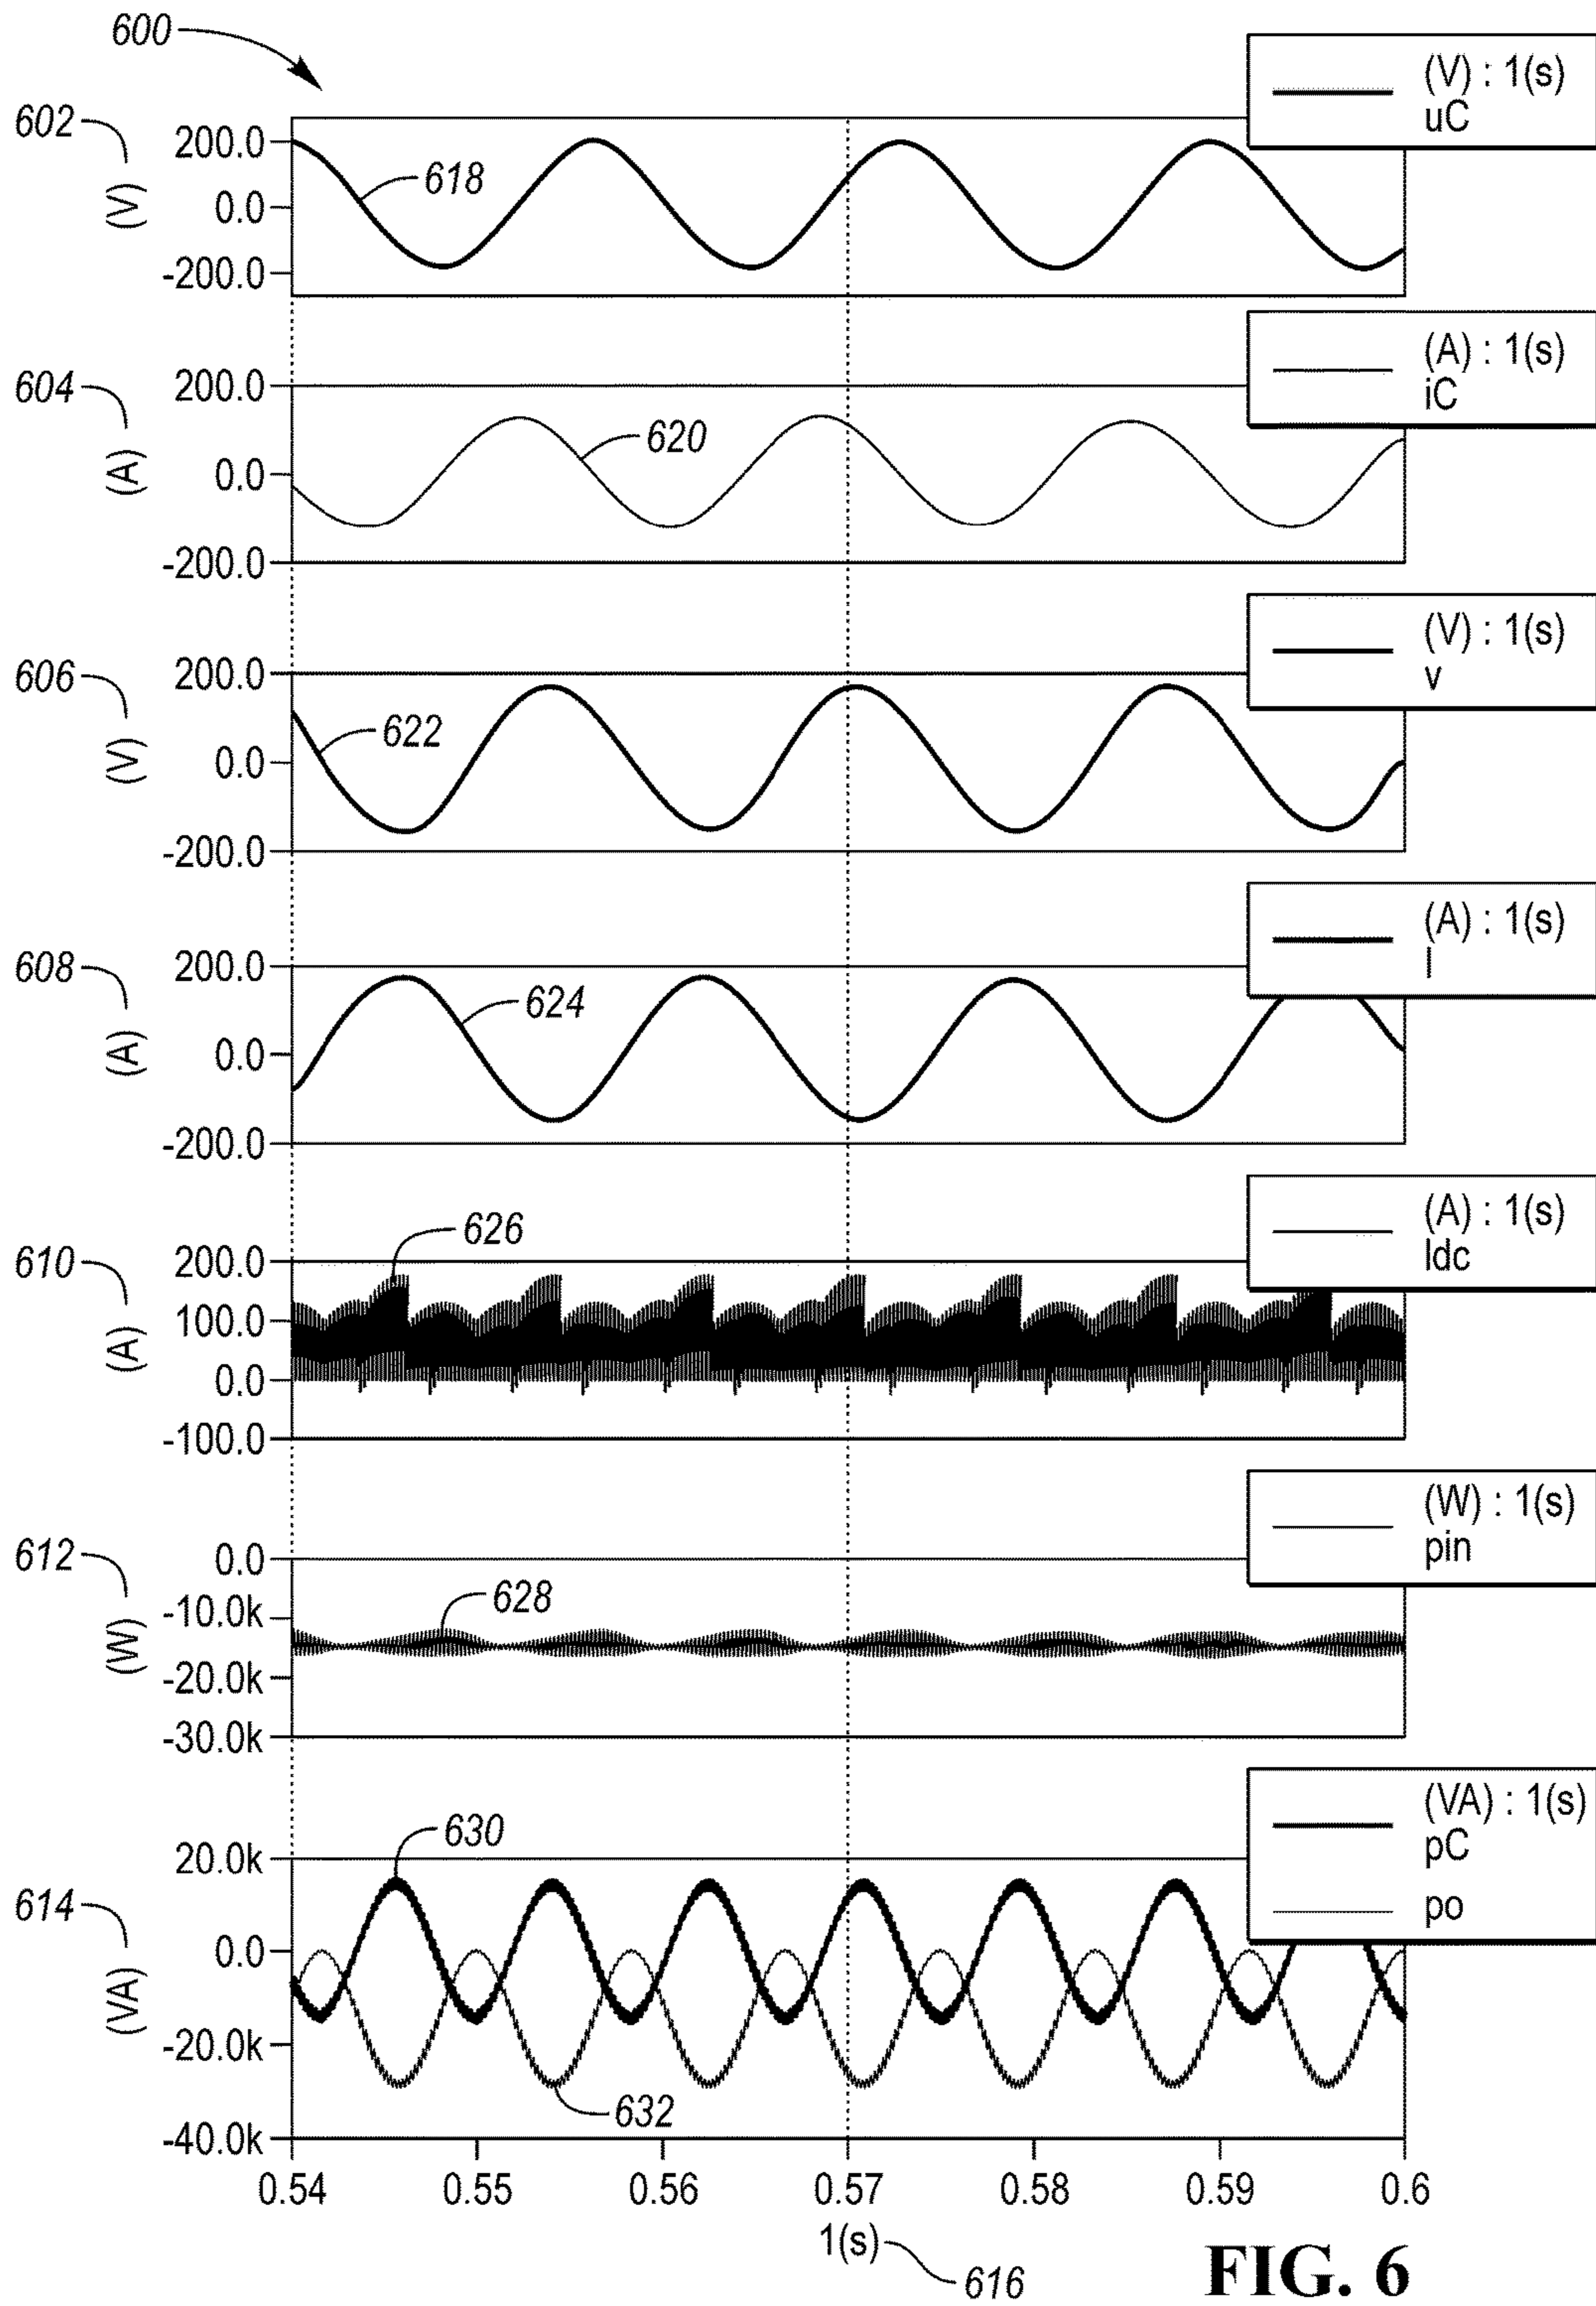 600
(V) : 1(s)
uC
602
200.0
0.0
-200.0
(V)
618
(A) : 1(s)
iC
604
200.0
0.0
-200.0
(A)
620
(V) : 1(s)
v
606
200.0
0.0
-200.0
(V)
622
(A) : 1(s)
I
608
200.0
0.0
-200.0
(A)
624
(A) : 1(s)
Idc
610
200.0
100.0
0.0
-100.0
(A)
626
(W) : 1(s)
pin
612
0.0
-10.0k
-20.0k
-30.0k
(W)
628
(VA) : 1(s)
pC
po
614
20.0k
0.0
-20.0k
-40.0k
(VA)
630
632
0.54 0.55 0.56 0.57 0.58 0.59 0.6
1(s)
616
FIG. 6